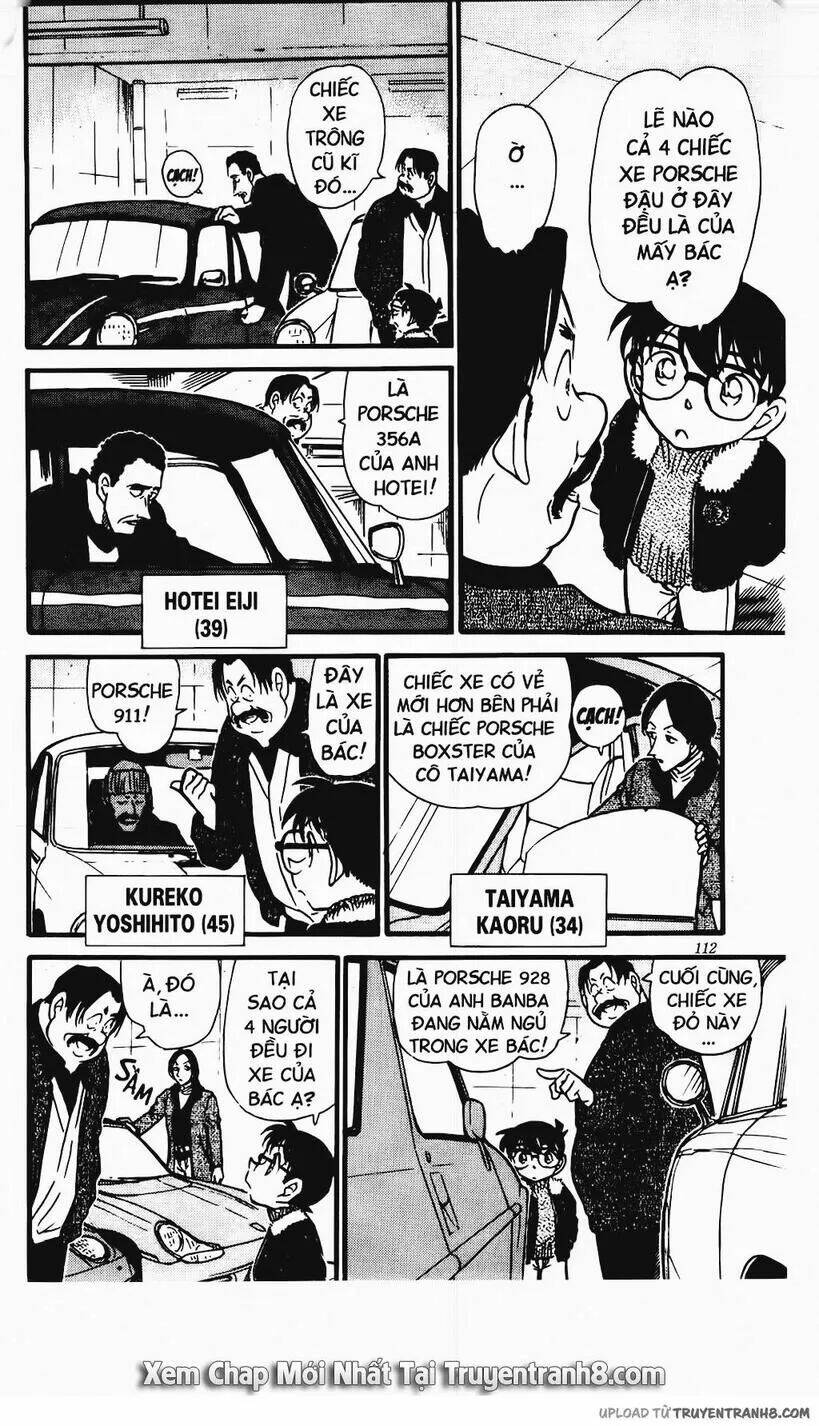 LẼ NÀO
CẢ 4 CHIẾC
XE PORSCHE
ĐẬU Ở ĐÂY
ĐỀU LÀ CỦA
MẤY BÁC
Ạ?
Ờ
...
CHIẾC
XE
TRÔNG
CŨ KĨ
ĐÓ...
CẠCH!
LÀ
PORSCHE
356A
CỦA ANH
HOTEI!
HOTEI EIJI
(39)
CHIẾC XE CÓ VẺ
MỚI HƠN BÊN PHẢI
LÀ CHIẾC PORSCHE
BOXSTER CỦA
CÔ TAIYAMA!
CẠCH!
TAIYAMA
KAORU (34)
ĐÂY
LÀ XE
CỦA
BÁC!
PORSCHE
911!
KUREKO
YOSHIHITO (45)
112
CUỐI CÙNG,
CHIẾC XE
ĐỎ NÀY
...
LÀ PORSCHE 928
CỦA ANH BANBA
ĐANG NẰM NGỦ
TRONG XE BÁC!
TẠI
SAO CẢ
4 NGƯỜI
ĐỀU ĐI
XE CỦA
BÁC Ạ?
À, ĐÓ
LÀ...
SẦM
Xem Chap Mới Nhất Tại Truyentranh8.com
UPLOAD TỪ TRUYENTRANH8.COM